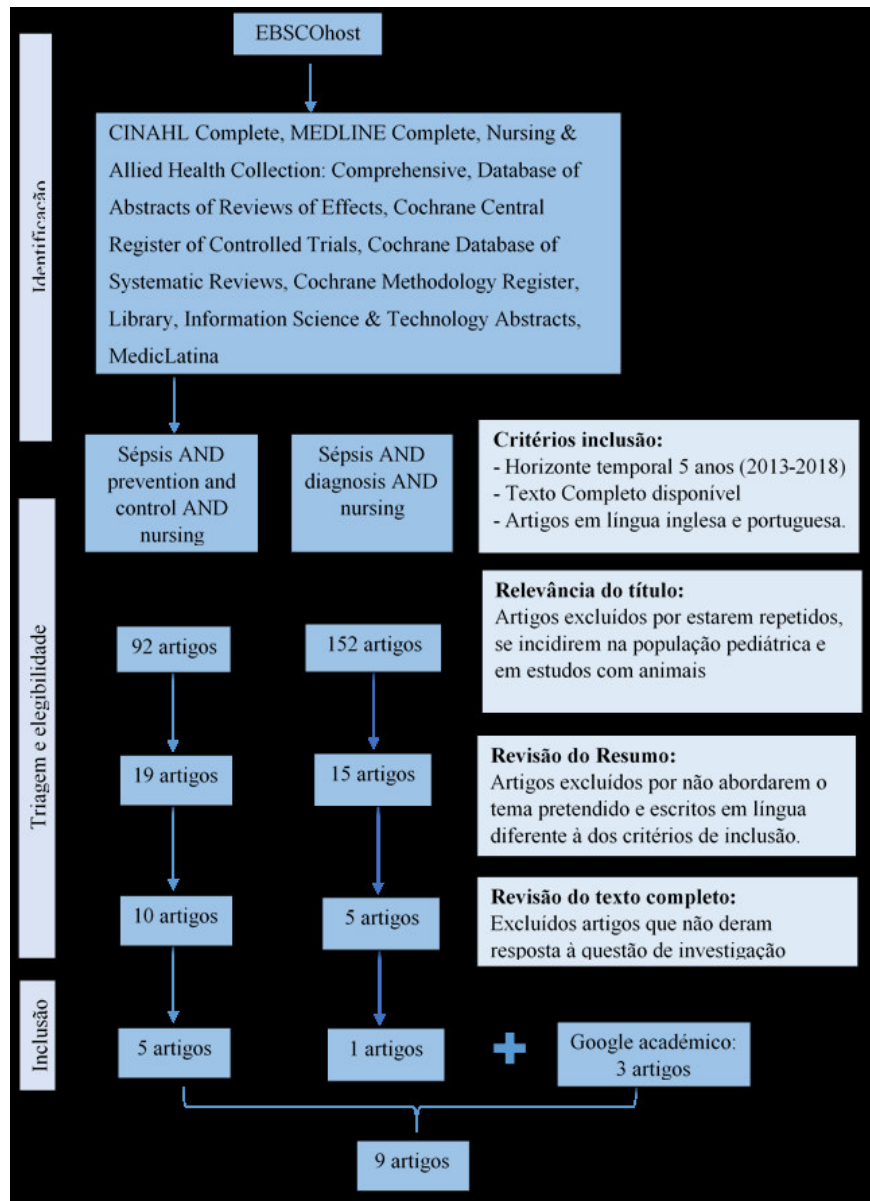 EBSCOhost
Identificação
CINAHL Complete, MEDLINE Complete, Nursing &
Allied Health Collection: Comprehensive, Database of
Abstracts of Reviews of Effects, Cochrane Central
Register of Controlled Trials, Cochrane Database of
Systematic Reviews, Cochrane Methodology Register,
Library, Information Science & Technology Abstracts,
MedicLatina
Sépsis AND
prevention and
control AND
nursing
Sépsis AND
diagnosis AND
nursing
Critérios inclusão:
- Horizonte temporal 5 anos (2013-2018)
- Texto Completo disponível
- Artigos em língua inglesa e portuguesa.
Triagem e elegibilidade
92 artigos
152 artigos
Relevância do título:
Artigos excluídos por estarem repetidos,
se incidirem na população pediátrica e
em estudos com animais
19 artigos
15 artigos
Revisão do Resumo:
Artigos excluídos por não abordarem o
tema pretendido e escritos em língua
diferente à dos critérios de inclusão.
10 artigos
5 artigos
Revisão do texto completo:
Excluídos artigos que não deram
resposta à questão de investigação
Inclusão
5 artigos
1 artigos
Google académico:
3 artigos
9 artigos